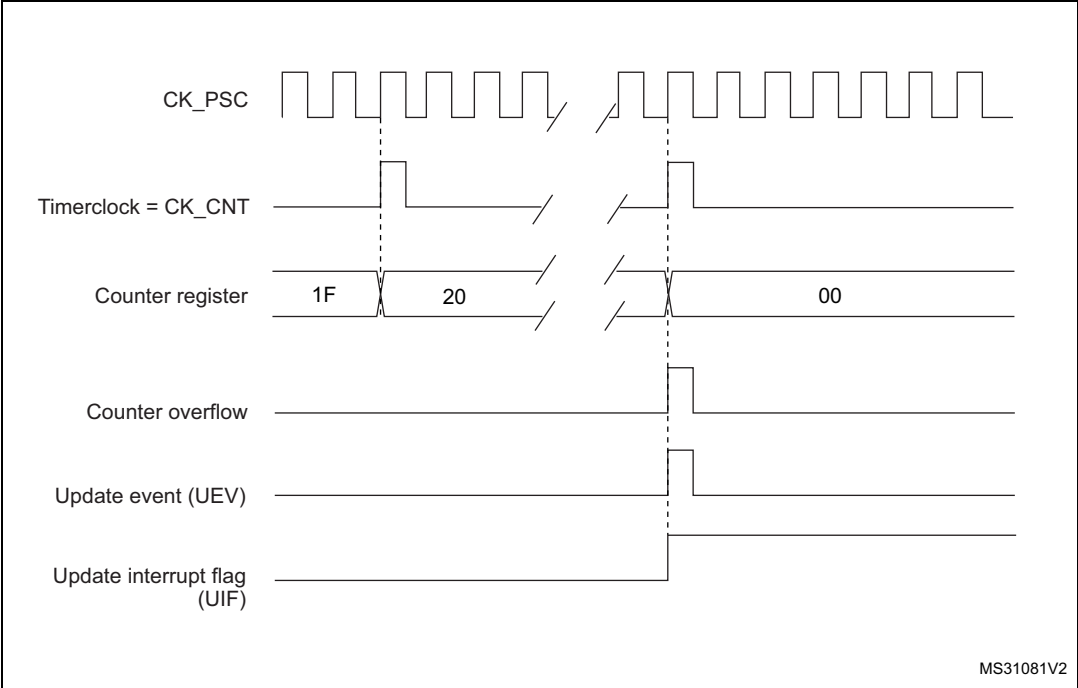 CK_PSC
Timerclock = CK_CNT
Counter register
1F
20
00
Counter overflow
Update event (UEV)
Update interrupt flag
(UIF)
MS31081V2